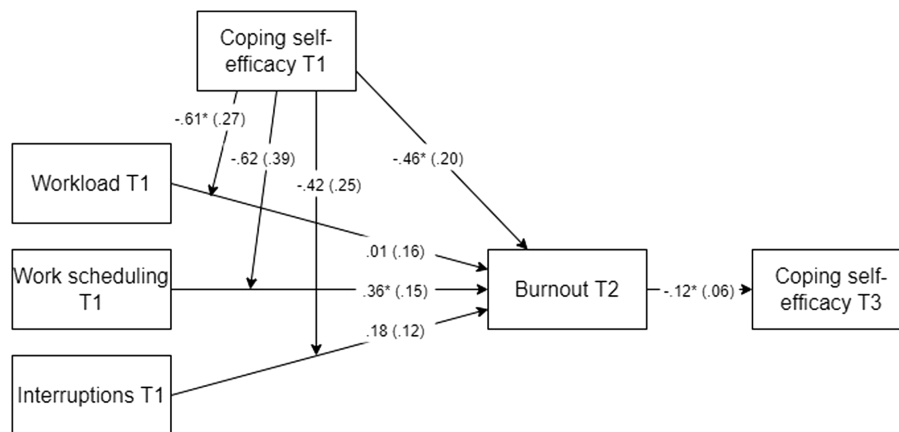 Coping self-
efficacy T1
-.61* (.27)
-.62 (.39)
-.46* (.20)
-.42 (.25)
Workload T1
.01 (.16)
Work scheduling
T1
.36* (.15)
Burnout T2
-.12* (.06)
Coping self-
efficacy T3
.18 (.12)
Interruptions T1